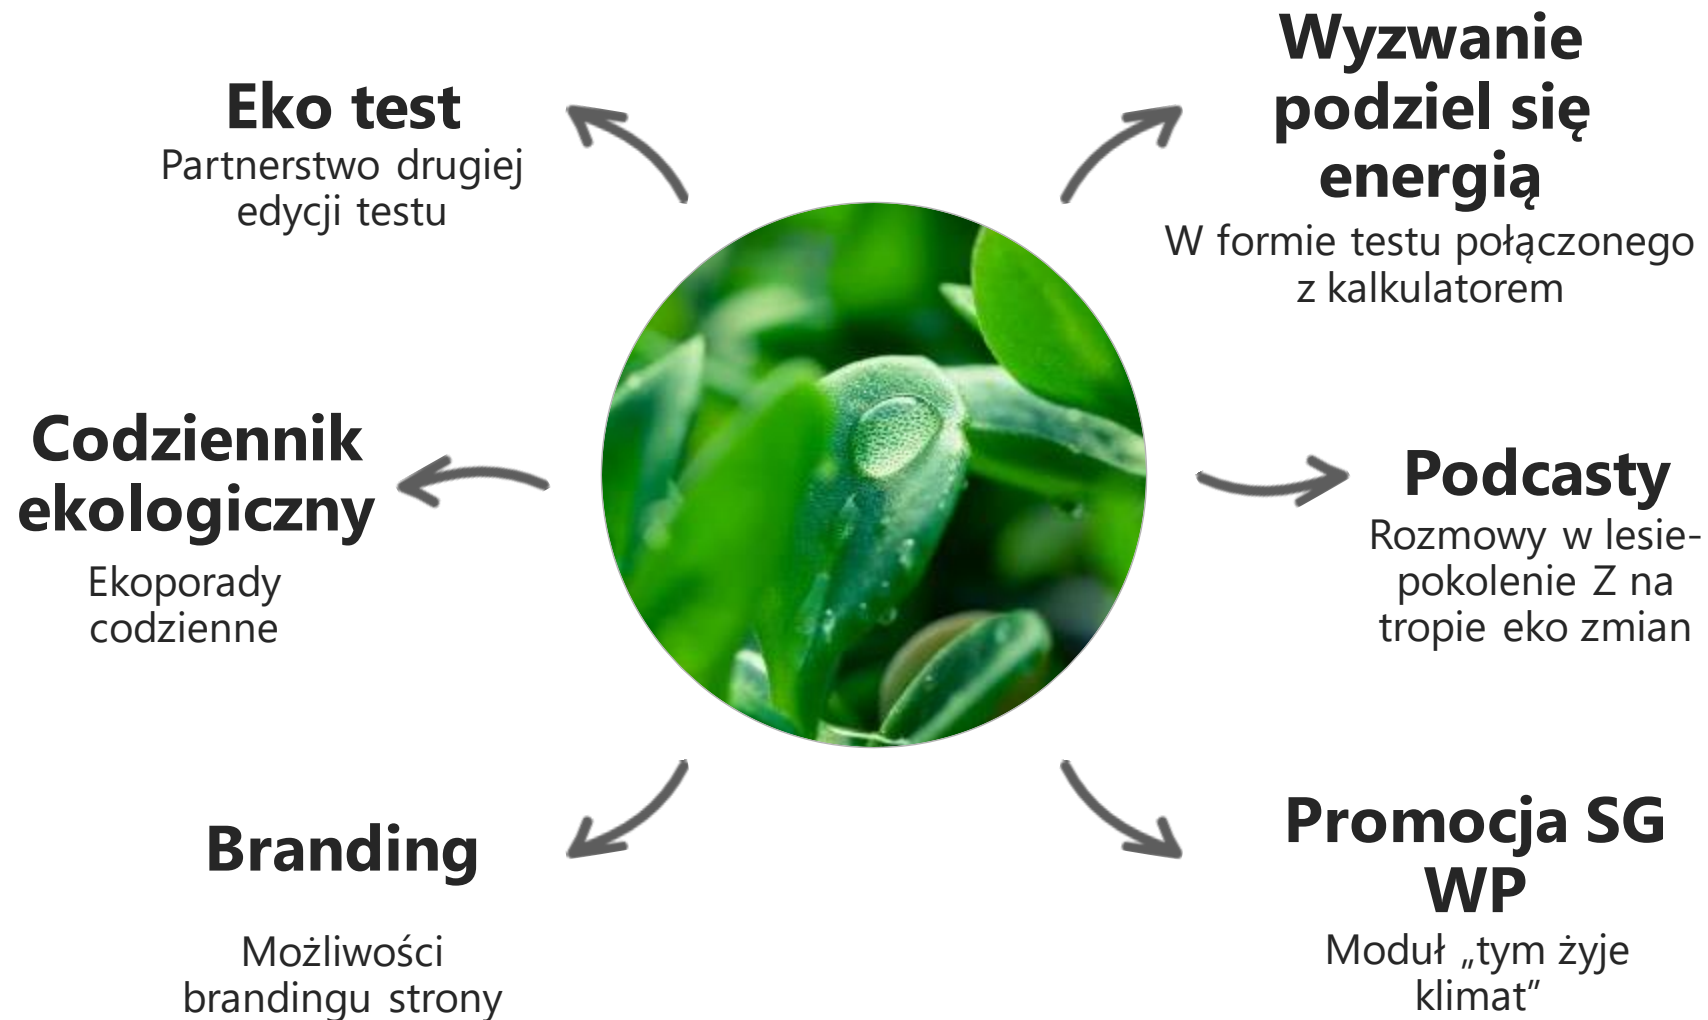 Eko test
Partnerstwo drugiej
edycji testu
Wyzwanie
podziel się
energią
W formie testu połączonego
z kalkulatorem
Codziennik
ekologiczny
Ekoporady
codzienne
Podcasty
Rozmowy w lesie-
pokolenie Z na
tropie eko zmian
Branding
Możliwości
brandingu strony
Promocja SG
WP
Moduł „tym żyje
klimat”